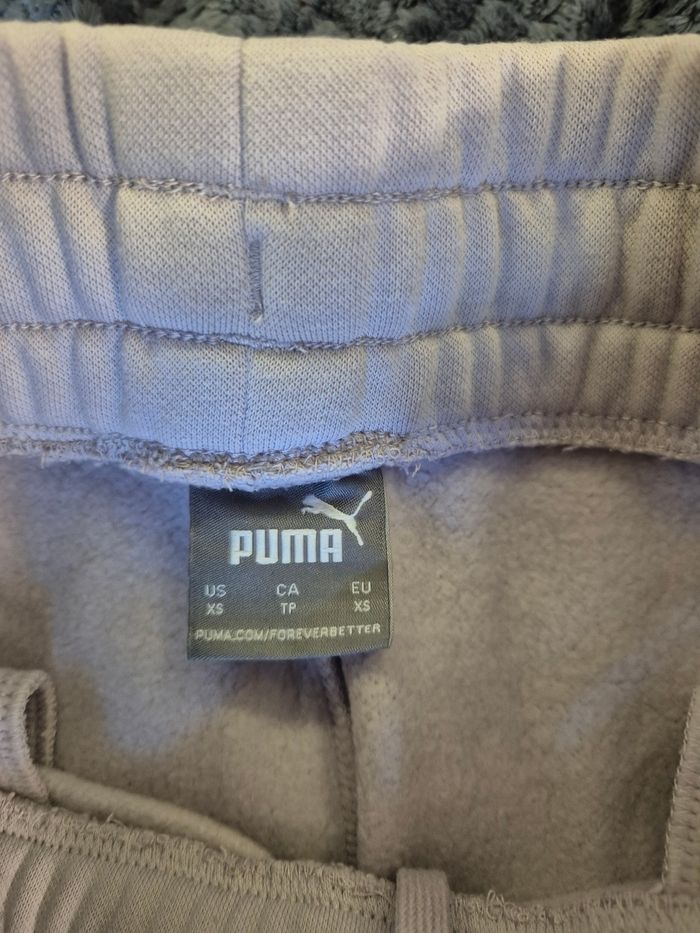 PUMA
US CA EU
XS TP XS
PUMA.COM/FOREVERBETTER